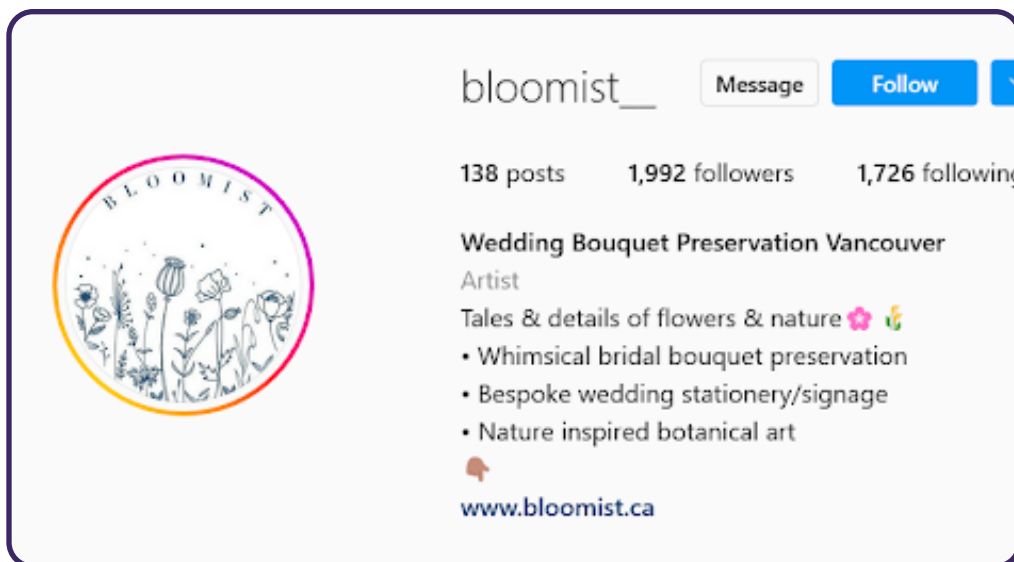 bloomist__ Message Follow
138 posts 1,992 followers 1,726 following
BLOOMIST
Wedding Bouquet Preservation Vancouver
Artist
Tales & details of flowers & nature🌸 🌷
• Whimsical bridal bouquet preservation
• Bespoke wedding stationery/signage
• Nature inspired botanical art
👇🏽
www.bloomist.ca